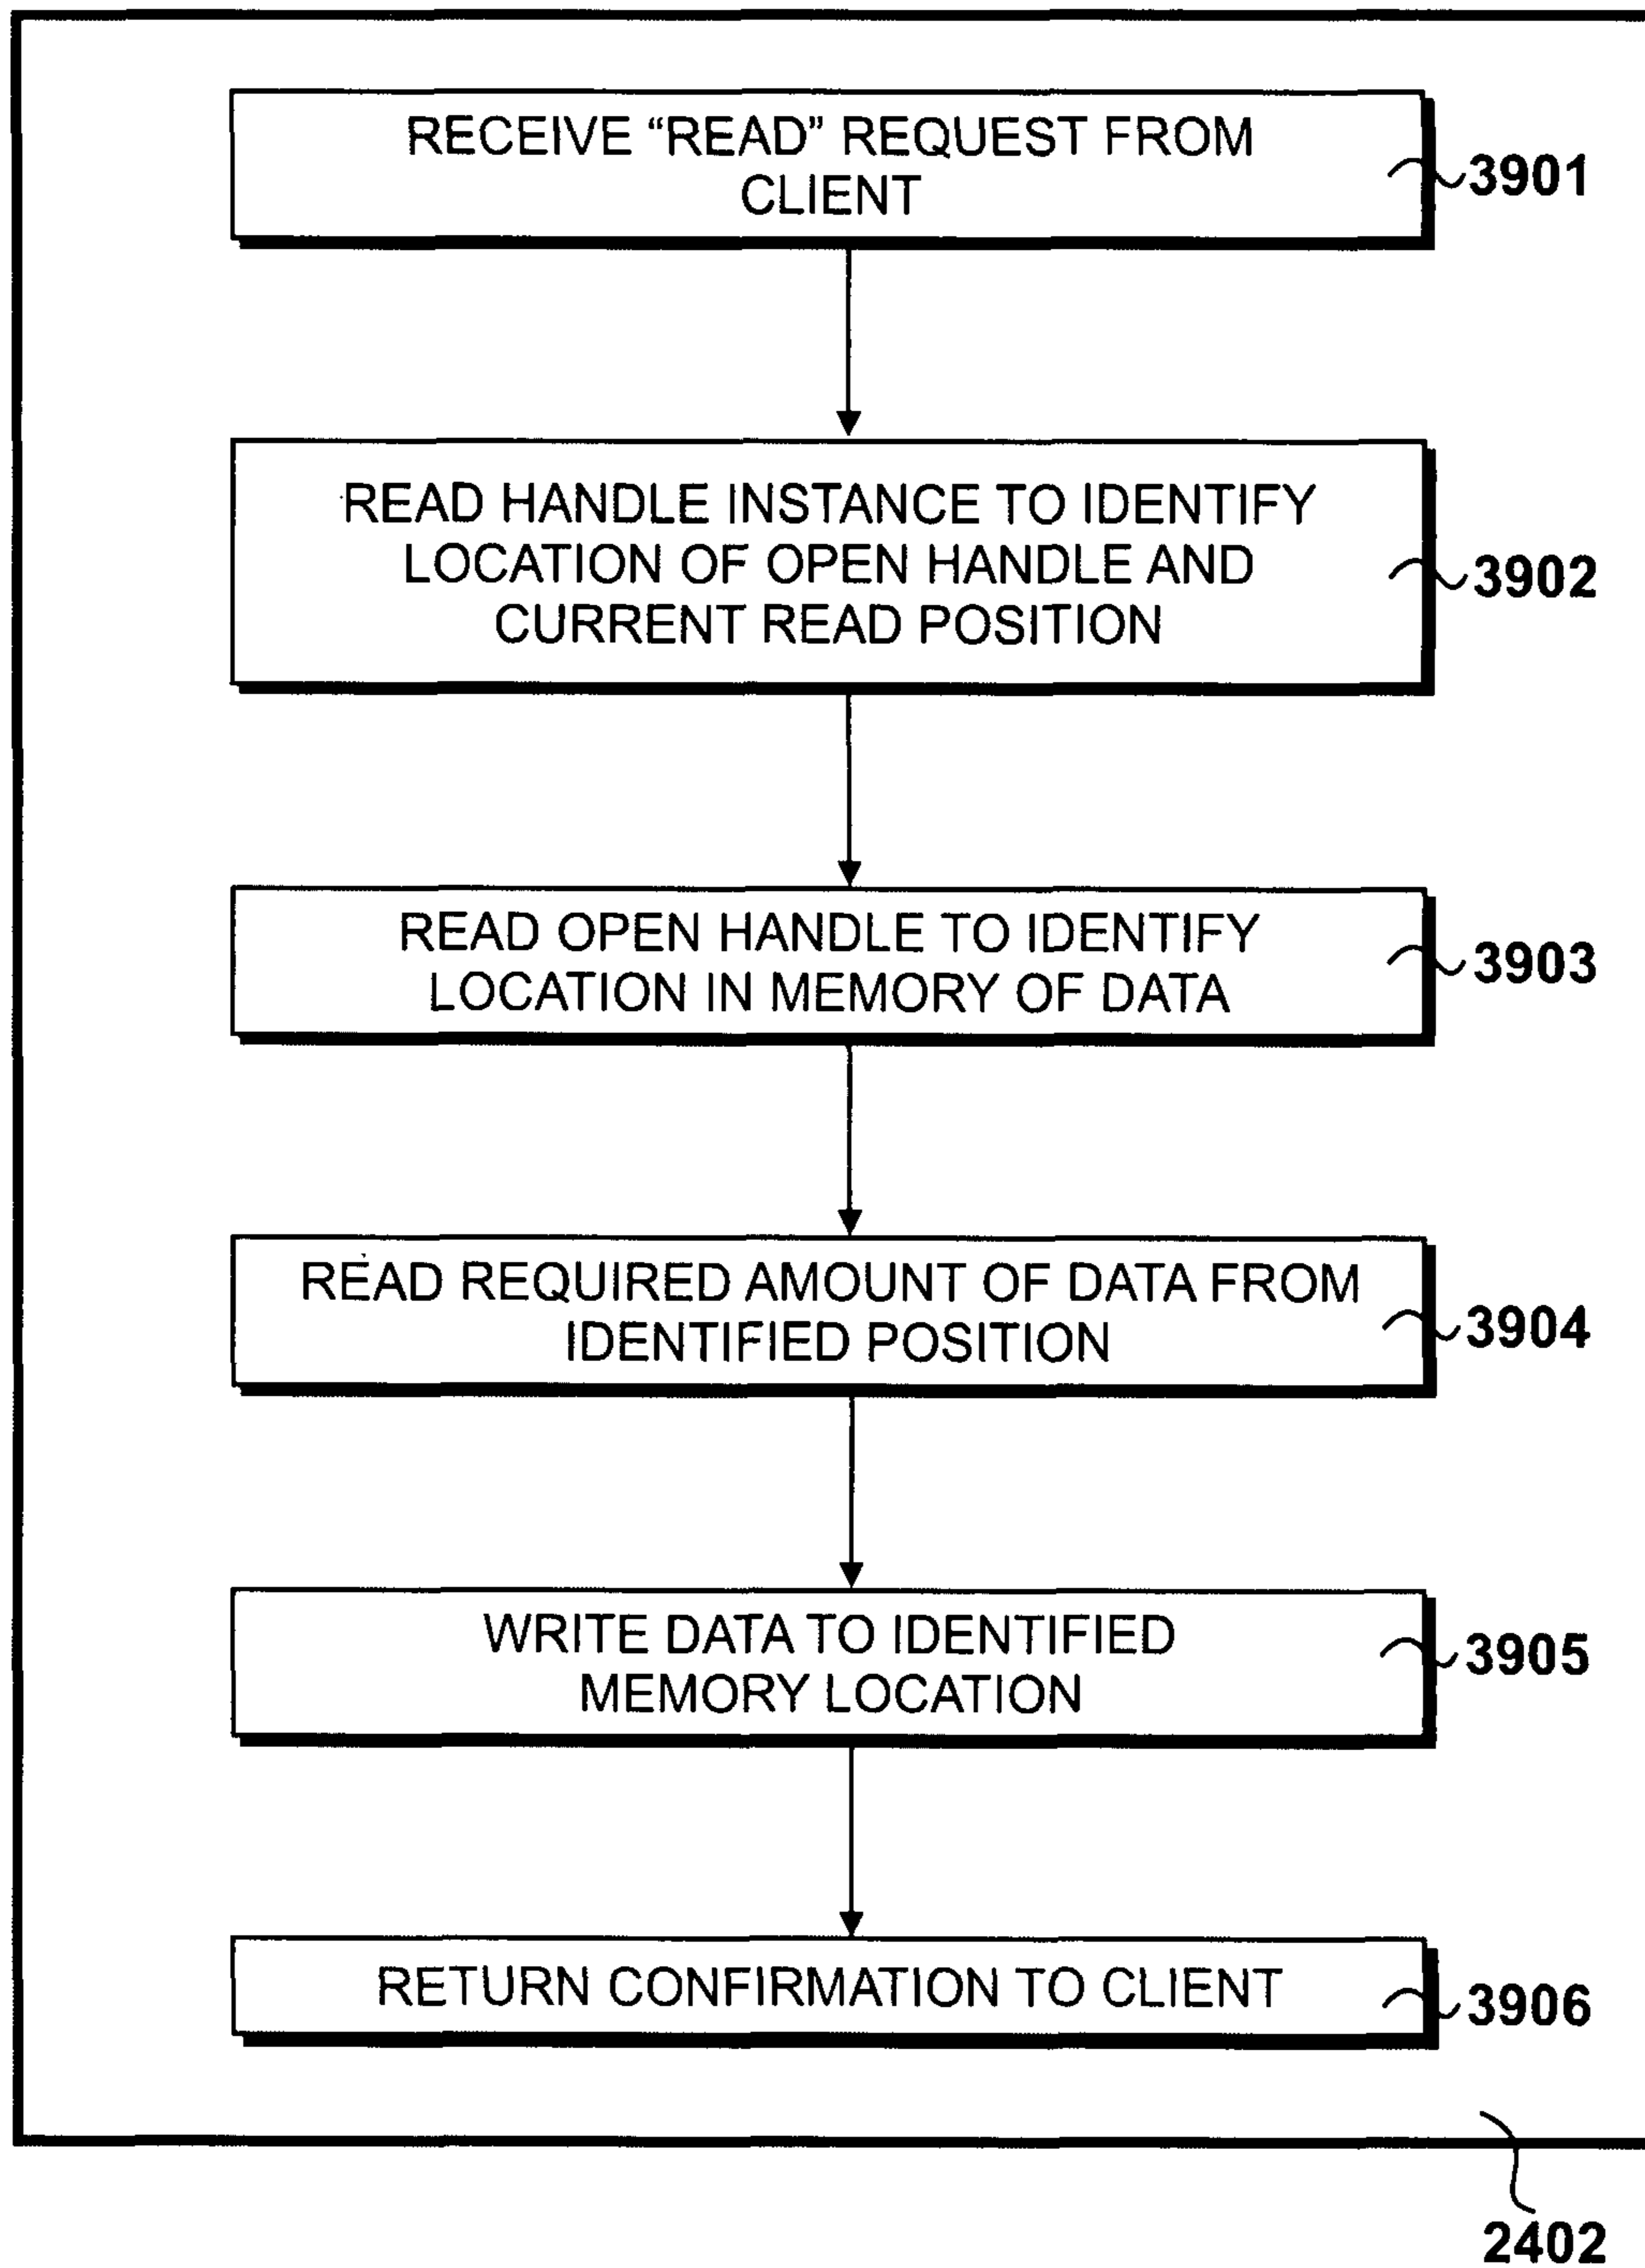 RECEIVE “READ” REQUEST FROM
CLIENT
3901
READ HANDLE INSTANCE TO IDENTIFY
LOCATION OF OPEN HANDLE AND
CURRENT READ POSITION
3902
READ OPEN HANDLE TO IDENTIFY
LOCATION IN MEMORY OF DATA
3903
READ REQUIRED AMOUNT OF DATA FROM
IDENTIFIED POSITION
3904
WRITE DATA TO IDENTIFIED
MEMORY LOCATION
3905
RETURN CONFIRMATION TO CLIENT
3906
2402